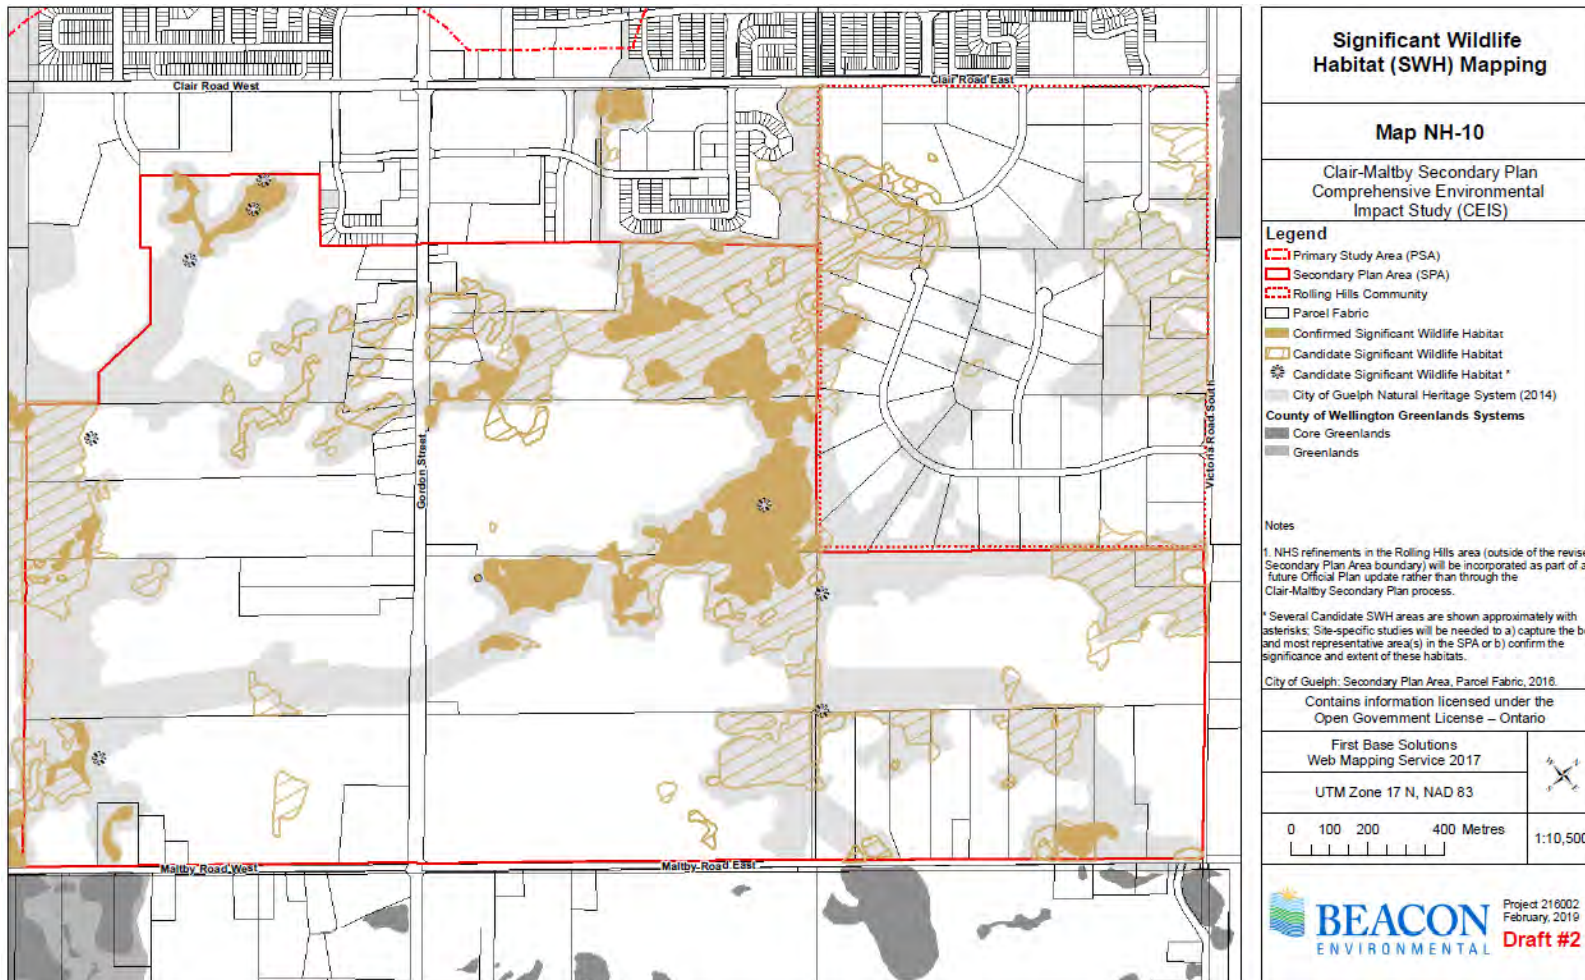 Clair Road West
Clair Road East
Gordon Street
Victoria Road South
Maltby Road West
Maltby Road East
Significant Wildlife
Habitat (SWH) Mapping
Map NH-10
Clair-Maltby Secondary Plan
Comprehensive Environmental
Impact Study (CEIS)
Legend
Primary Study Area (PSA)
Secondary Plan Area (SPA)
Rolling Hills Community
Parcel Fabric
Confirmed Significant Wildlife Habitat
Candidate Significant Wildlife Habitat
Candidate Significant Wildlife Habitat *
City of Guelph Natural Heritage System (2014)
County of Wellington Greenlands Systems
Core Greenlands
Greenlands
Notes
1. NHS refinements in the Rolling Hills area (outside of the revise
Secondary Plan Area boundary) will be incorporated as part of a
future Official Plan update rather than through the
Clair-Maltby Secondary Plan process.
* Several Candidate SWH areas are shown approximately with
asterisks; Site-specific studies will be needed to a) capture the be
and most representative area(s) in the SPA or b) confirm the
significance and extent of these habitats.
City of Guelph: Secondary Plan Area, Parcel Fabric, 2016.
Contains information licensed under the
Open Government License – Ontario
First Base Solutions
Web Mapping Service 2017
UTM Zone 17 N, NAD 83
0 100 200 400 Metres
1:10,500
BEACON
ENVIRONMENTAL
Project 216002
February, 2019
Draft #2